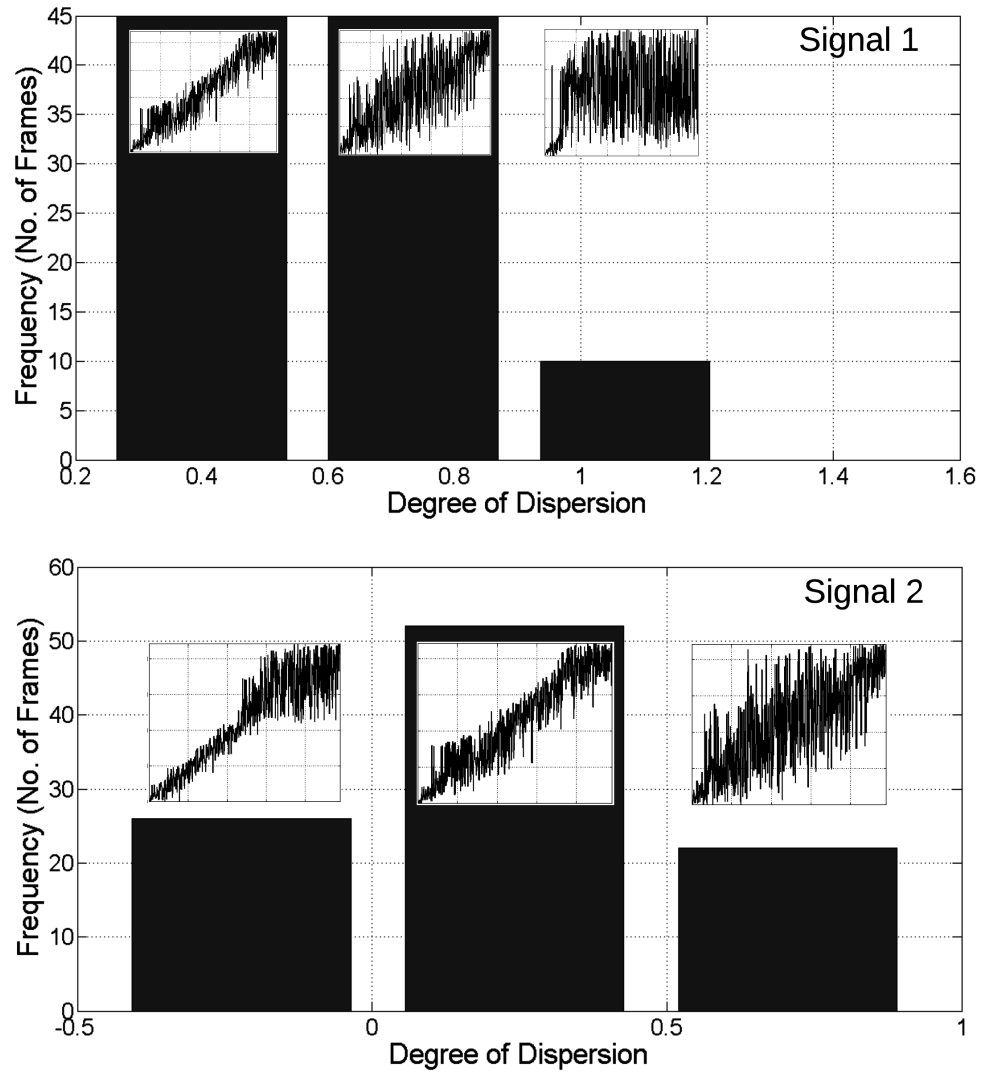 Signal 1
Frequency (No. of Frames)
45
40
35
30
25
20
15
10
5
0
0.2 0.4 0.6 0.8 1 1.2 1.4 1.6
Degree of Dispersion
Signal 2
Frequency (No. of Frames)
60
50
40
30
20
10
0
-0.5 0 0.5 1
Degree of Dispersion